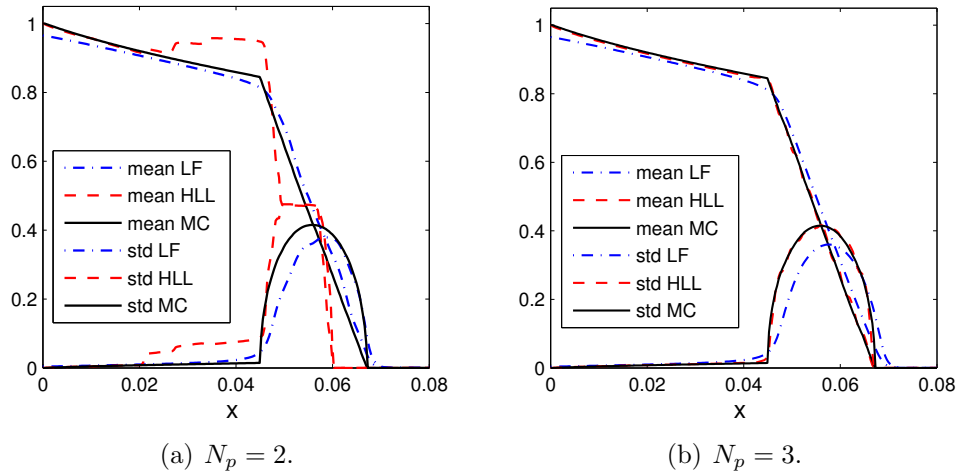 1
0.8
0.6
0.4
0.2
0
mean LF
mean HLL
mean MC
std LF
std HLL
std MC
0 0.02 0.04 0.06 0.08
x
(a) N_p = 2.
1
0.8
0.6
0.4
0.2
0
mean LF
mean HLL
mean MC
std LF
std HLL
std MC
0 0.02 0.04 0.06 0.08
x
(b) N_p = 3.